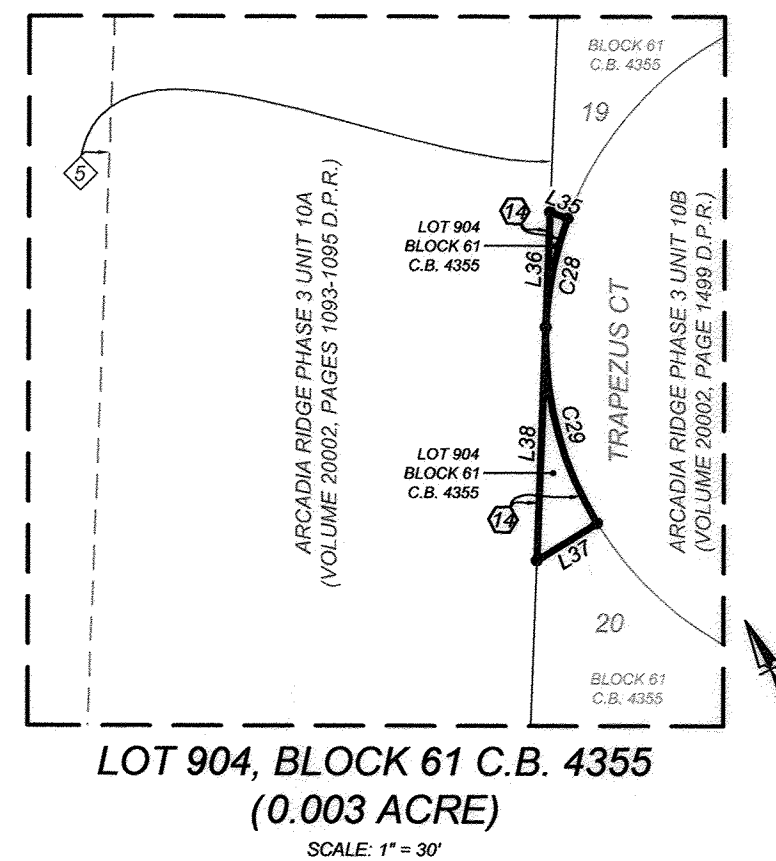 BLOCK 61
C.B. 4355
19
5
14
L35
LOT 904
BLOCK 61
C.B. 4355
L36
C28
ARCADIA RIDGE PHASE 3 UNIT 10A
(VOLUME 20002, PAGES 1093-1095 D.P.R.)
TRAPEZUS CT
ARCADIA RIDGE PHASE 3 UNIT 10B
(VOLUME 20002, PAGE 1499 D.P.R.)
L38
C29
LOT 904
BLOCK 61
C.B. 4355
14
L37
20
BLOCK 61
C.B. 4355
LOT 904, BLOCK 61 C.B. 4355
(0.003 ACRE)
SCALE: 1" = 30'